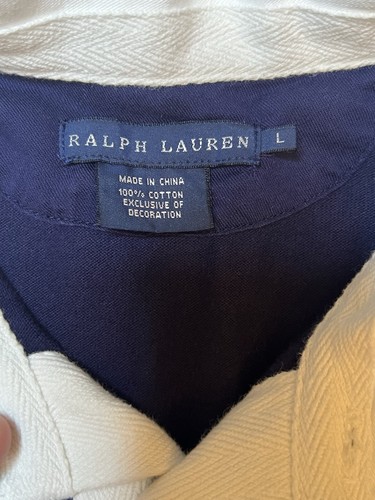 RALPH LAUREN
L
MADE IN CHINA
100% COTTON
EXCLUSIVE OF
DECORATION